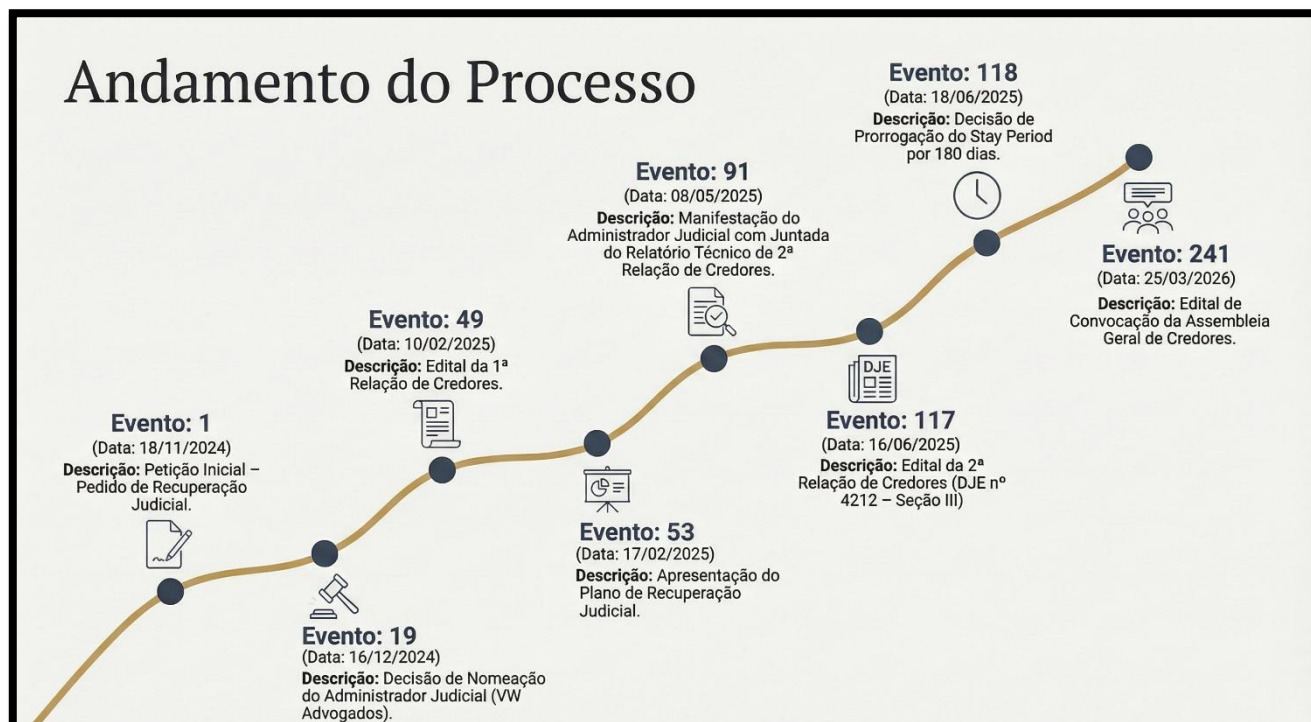 Andamento do Processo
Evento: 1
(Data: 18/11/2024)
Descrição: Petição Inicial –
Pedido de Recuperação
Judicial.
Evento: 19
(Data: 16/12/2024)
Descrição: Decisão de Nomeação
do Administrador Judicial (VW
Advogados).
Evento: 49
(Data: 10/02/2025)
Descrição: Edital da 1ª
Relação de Credores.
Evento: 53
(Data: 17/02/2025)
Descrição: Apresentação do
Plano de Recuperação
Judicial.
Evento: 91
(Data: 08/05/2025)
Descrição: Manifestação do
Administrador Judicial com Juntada
do Relatório Técnico de 2ª
Relação de Credores.
DJE
Evento: 117
(Data: 16/06/2025)
Descrição: Edital da 2ª
Relação de Credores (DJE nº
4212 – Seção III)
Evento: 118
(Data: 18/06/2025)
Descrição: Decisão de
Prorrogação do Stay Period
por 180 dias.
Evento: 241
(Data: 25/03/2026)
Descrição: Edital de
Convocação da Assembleia
Geral de Credores.